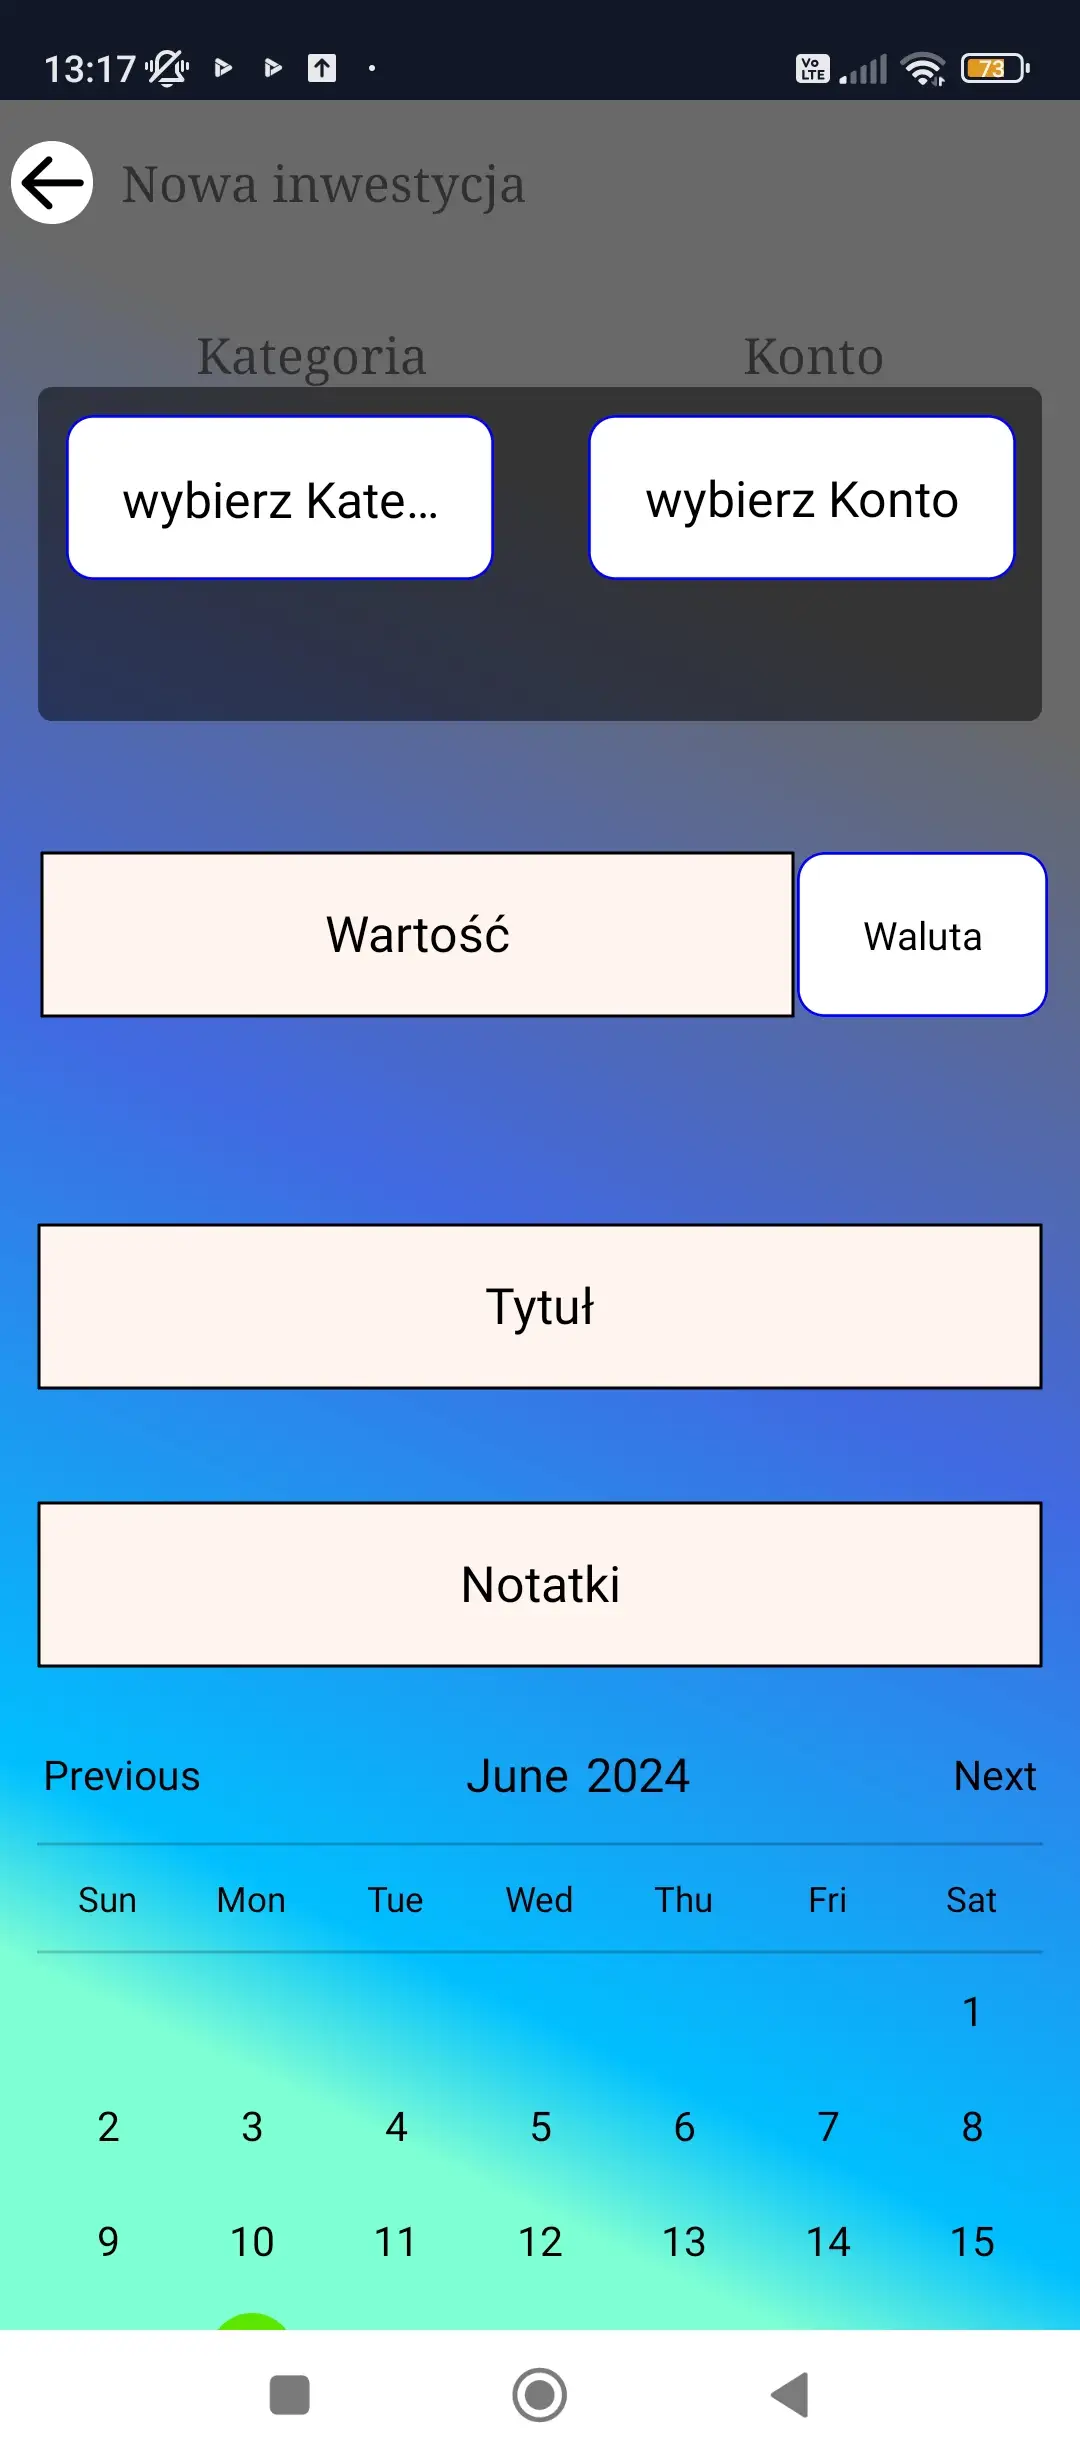 13:17 Vo LTE 73
Nowa inwestycja
Kategoria Konto
wybierz Kate... wybierz Konto
Wartość Waluta
Tytuł
Notatki
Previous June 2024 Next
Sun Mon Tue Wed Thu Fri Sat
1
2 3 4 5 6 7 8
9 10 11 12 13 14 15